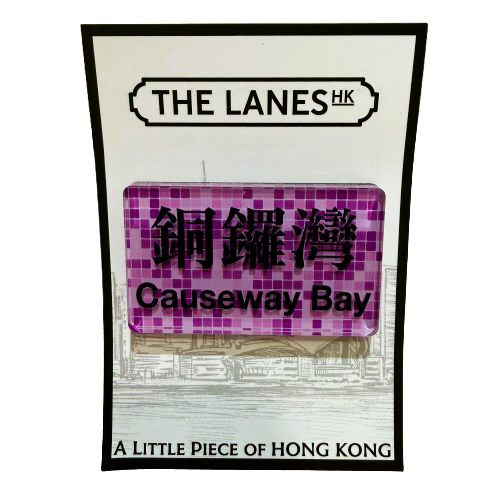 THE LANES HK
銅鑼灣
Causeway Bay
A LITTLE PIECE OF HONG KONG